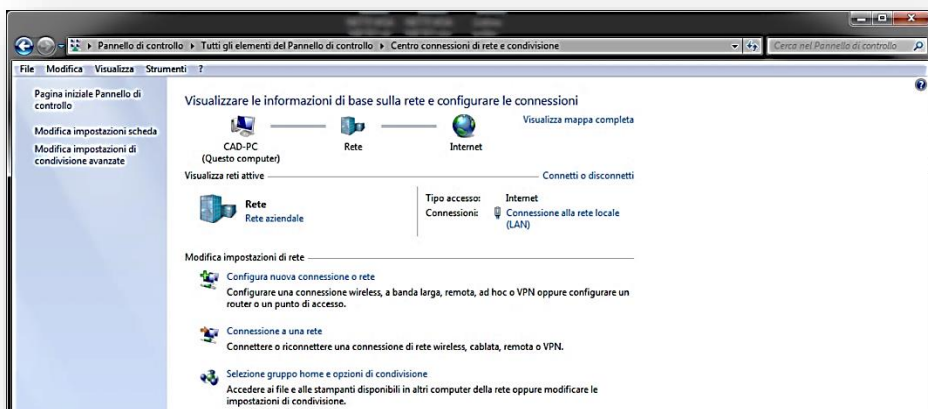 Pannello di controllo ▸ Tutti gli elementi del Pannello di controllo ▸ Centro connessioni di rete e condivisione
Cerca nel Pannello di controllo
File Modifica Visualizza Strumenti ?
Pagina iniziale Pannello di
controllo
Modifica impostazioni scheda
Modifica impostazioni di
condivisione avanzate
Visualizzare le informazioni di base sulla rete e configurare le connessioni
Visualizza mappa completa
CAD-PC
(Questo computer)
Rete
Internet
Visualizza reti attive
Connetti o disconnetti
Rete
Rete aziendale
Tipo accesso: Internet
Connessioni: Connessione alla rete locale
(LAN)
Modifica impostazioni di rete
Configura nuova connessione o rete
Configurare una connessione wireless, a banda larga, remota, ad hoc o VPN oppure configurare un
router o un punto di accesso.
Connessione a una rete
Connettere o riconnettere una connessione di rete wireless, cablata, remota o VPN.
Selezione gruppo home e opzioni di condivisione
Accedere ai file e alle stampanti disponibili in altri computer della rete oppure modificare le
impostazioni di condivisione.